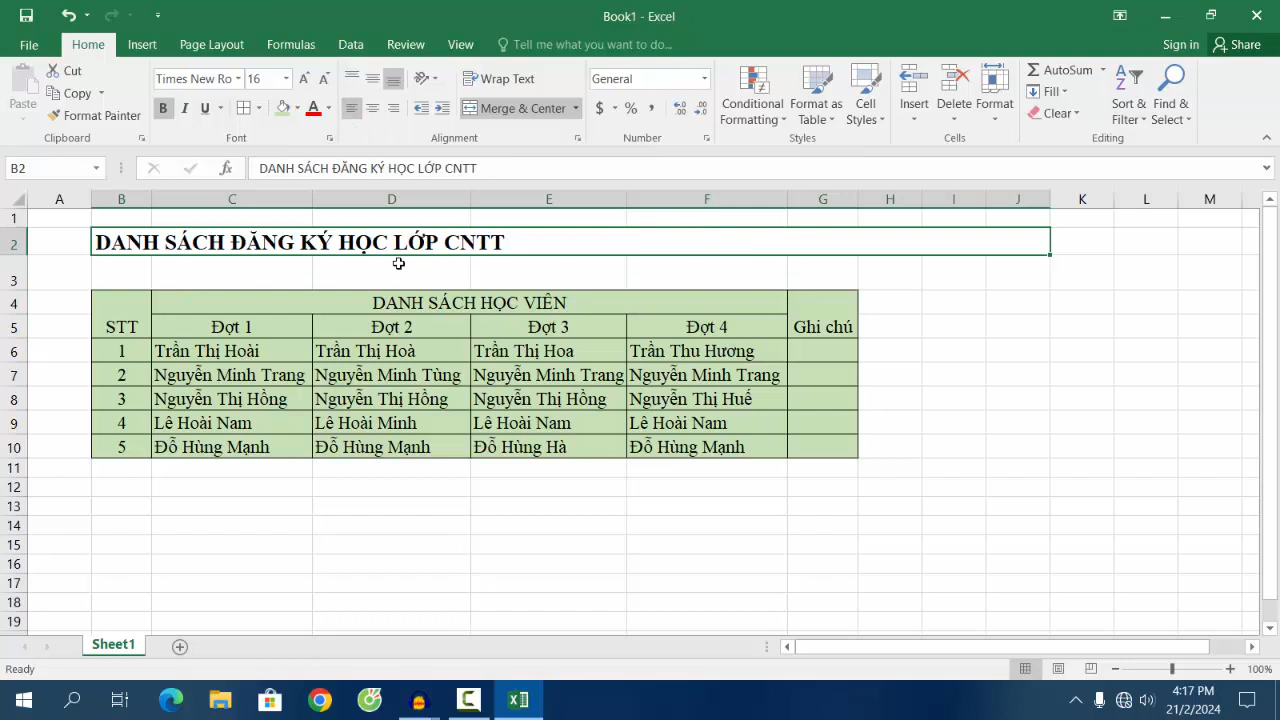 Book1 - Excel
File Home Insert Page Layout Formulas Data Review View Tell me what you want to do... Sign in Share
Paste Cut Copy Format Painter Clipboard
Times New Ro 16 B I U A Font
Wrap Text Merge & Center Alignment
General $ % , Number
Conditional Formatting Format as Table Cell Styles Styles
Insert Delete Format Cells
AutoSum Fill Clear Sort & Filter Find & Select Editing
B2 fx DANH SÁCH ĐĂNG KÝ HỌC LỚP CNTT
A B C D E F G H I J K L M
1
2 DANH SÁCH ĐĂNG KÝ HỌC LỚP CNTT
3
4 DANH SÁCH HỌC VIÊN
5 STT Đợt 1 Đợt 2 Đợt 3 Đợt 4 Ghi chú
6 1 Trần Thị Hoài Trần Thị Hoà Trần Thị Hoa Trần Thu Hương
7 2 Nguyễn Minh Trang Nguyễn Minh Tùng Nguyễn Minh Trang Nguyễn Minh Trang
8 3 Nguyễn Thị Hồng Nguyễn Thị Hồng Nguyễn Thị Hồng Nguyễn Thị Huế
9 4 Lê Hoài Nam Lê Hoài Minh Lê Hoài Nam Lê Hoài Nam
10 5 Đỗ Hùng Mạnh Đỗ Hùng Mạnh Đỗ Hùng Hà Đỗ Hùng Mạnh
11
12
13
14
15
16
17
18
19
Sheet1
Ready 100%
4:17 PM
21/2/2024